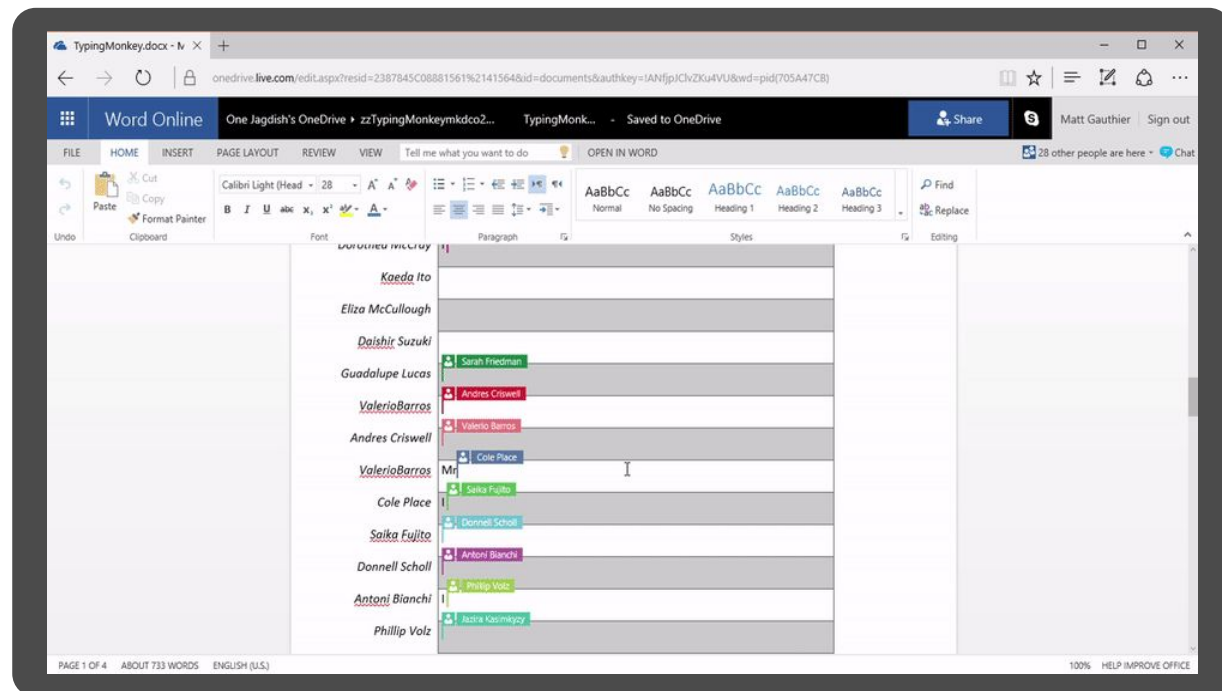 TypingMonkey.docx - M
onedrive.live.com/edit.aspx?resid=2387845C08881561%2141564&id=documents&authkey=!ANfjpJClvZKu4VU&wd=pid(705A47CB)
Word Online One Jagdish's OneDrive ▸ zzTypingMonkeymkdco2... TypingMonk... - Saved to OneDrive Share Matt Gauthier Sign out
FILE HOME INSERT PAGE LAYOUT REVIEW VIEW Tell me what you want to do OPEN IN WORD 28 other people are here Chat
Cut
Copy
Paste Format Painter
Calibri Light (Head 28
B I U abc
AaBbCc AaBbCc AaBbCc AaBbCc AaBbCc
Normal No Spacing Heading 1 Heading 2 Heading 3
Find
Replace
Undo Clipboard Font Paragraph Styles Editing
Dorothea McCray
Kaeda Ito
Eliza McCullough
Daishir Suzuki
Sarah Friedman
Guadalupe Lucas
Andres Criswell
ValerioBarros
Valerio Barros
Andres Criswell
Cole Place
ValerioBarros Mr
Saika Fujito
Cole Place I
Donnell Scholl
Saika Fujito
Antoni Bianchi
Donnell Scholl
Phillip Volz
Antoni Bianchi I
Jazira Kasimkyzy
Phillip Volz
PAGE 1 OF 4 ABOUT 733 WORDS ENGLISH (U.S.) 100% HELP IMPROVE OFFICE